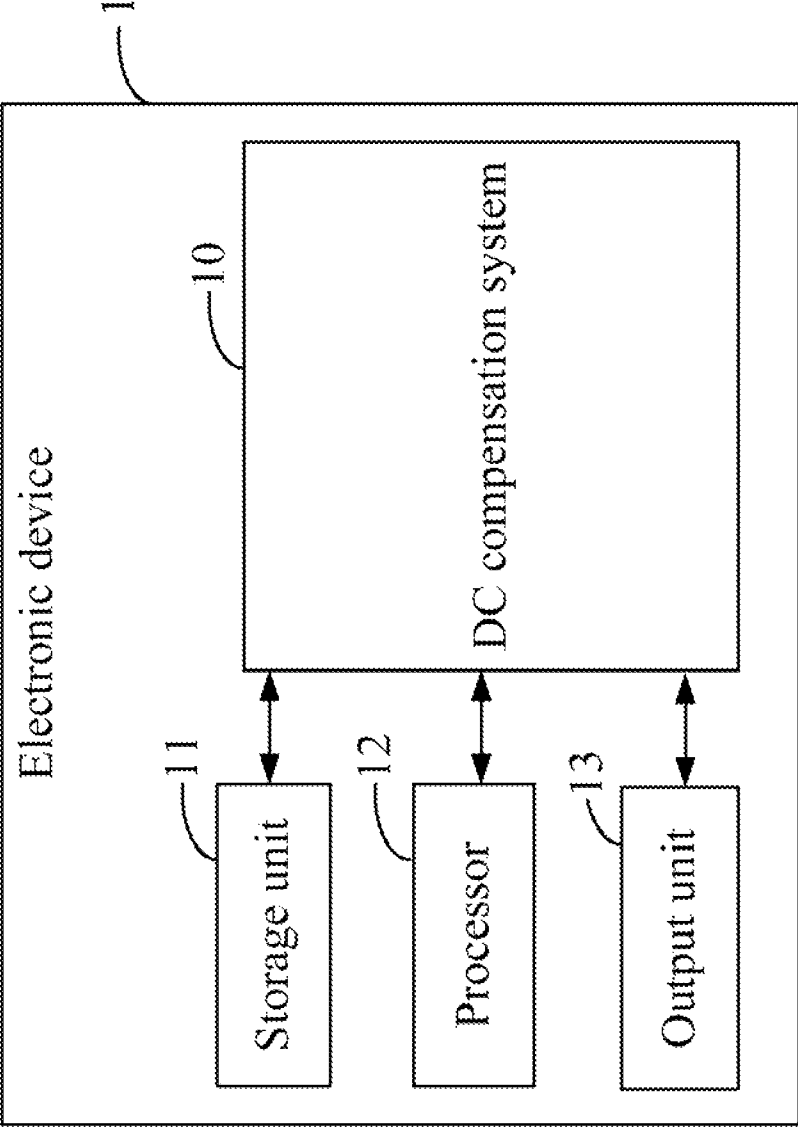 1
Electronic device
10
DC compensation system
11
Storage unit
12
Processor
13
Output unit